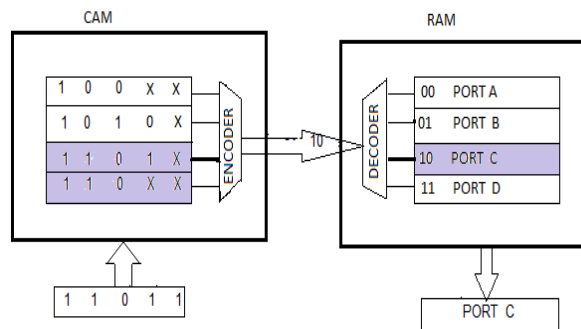 CAM
RAM
1 0 0 X X
1 0 1 0 X
1 1 0 1 X
1 1 0 X X
ENCODER
10
DECODER
00 PORT A
01 PORT B
10 PORT C
11 PORT D
1 1 0 1 1
PORT C